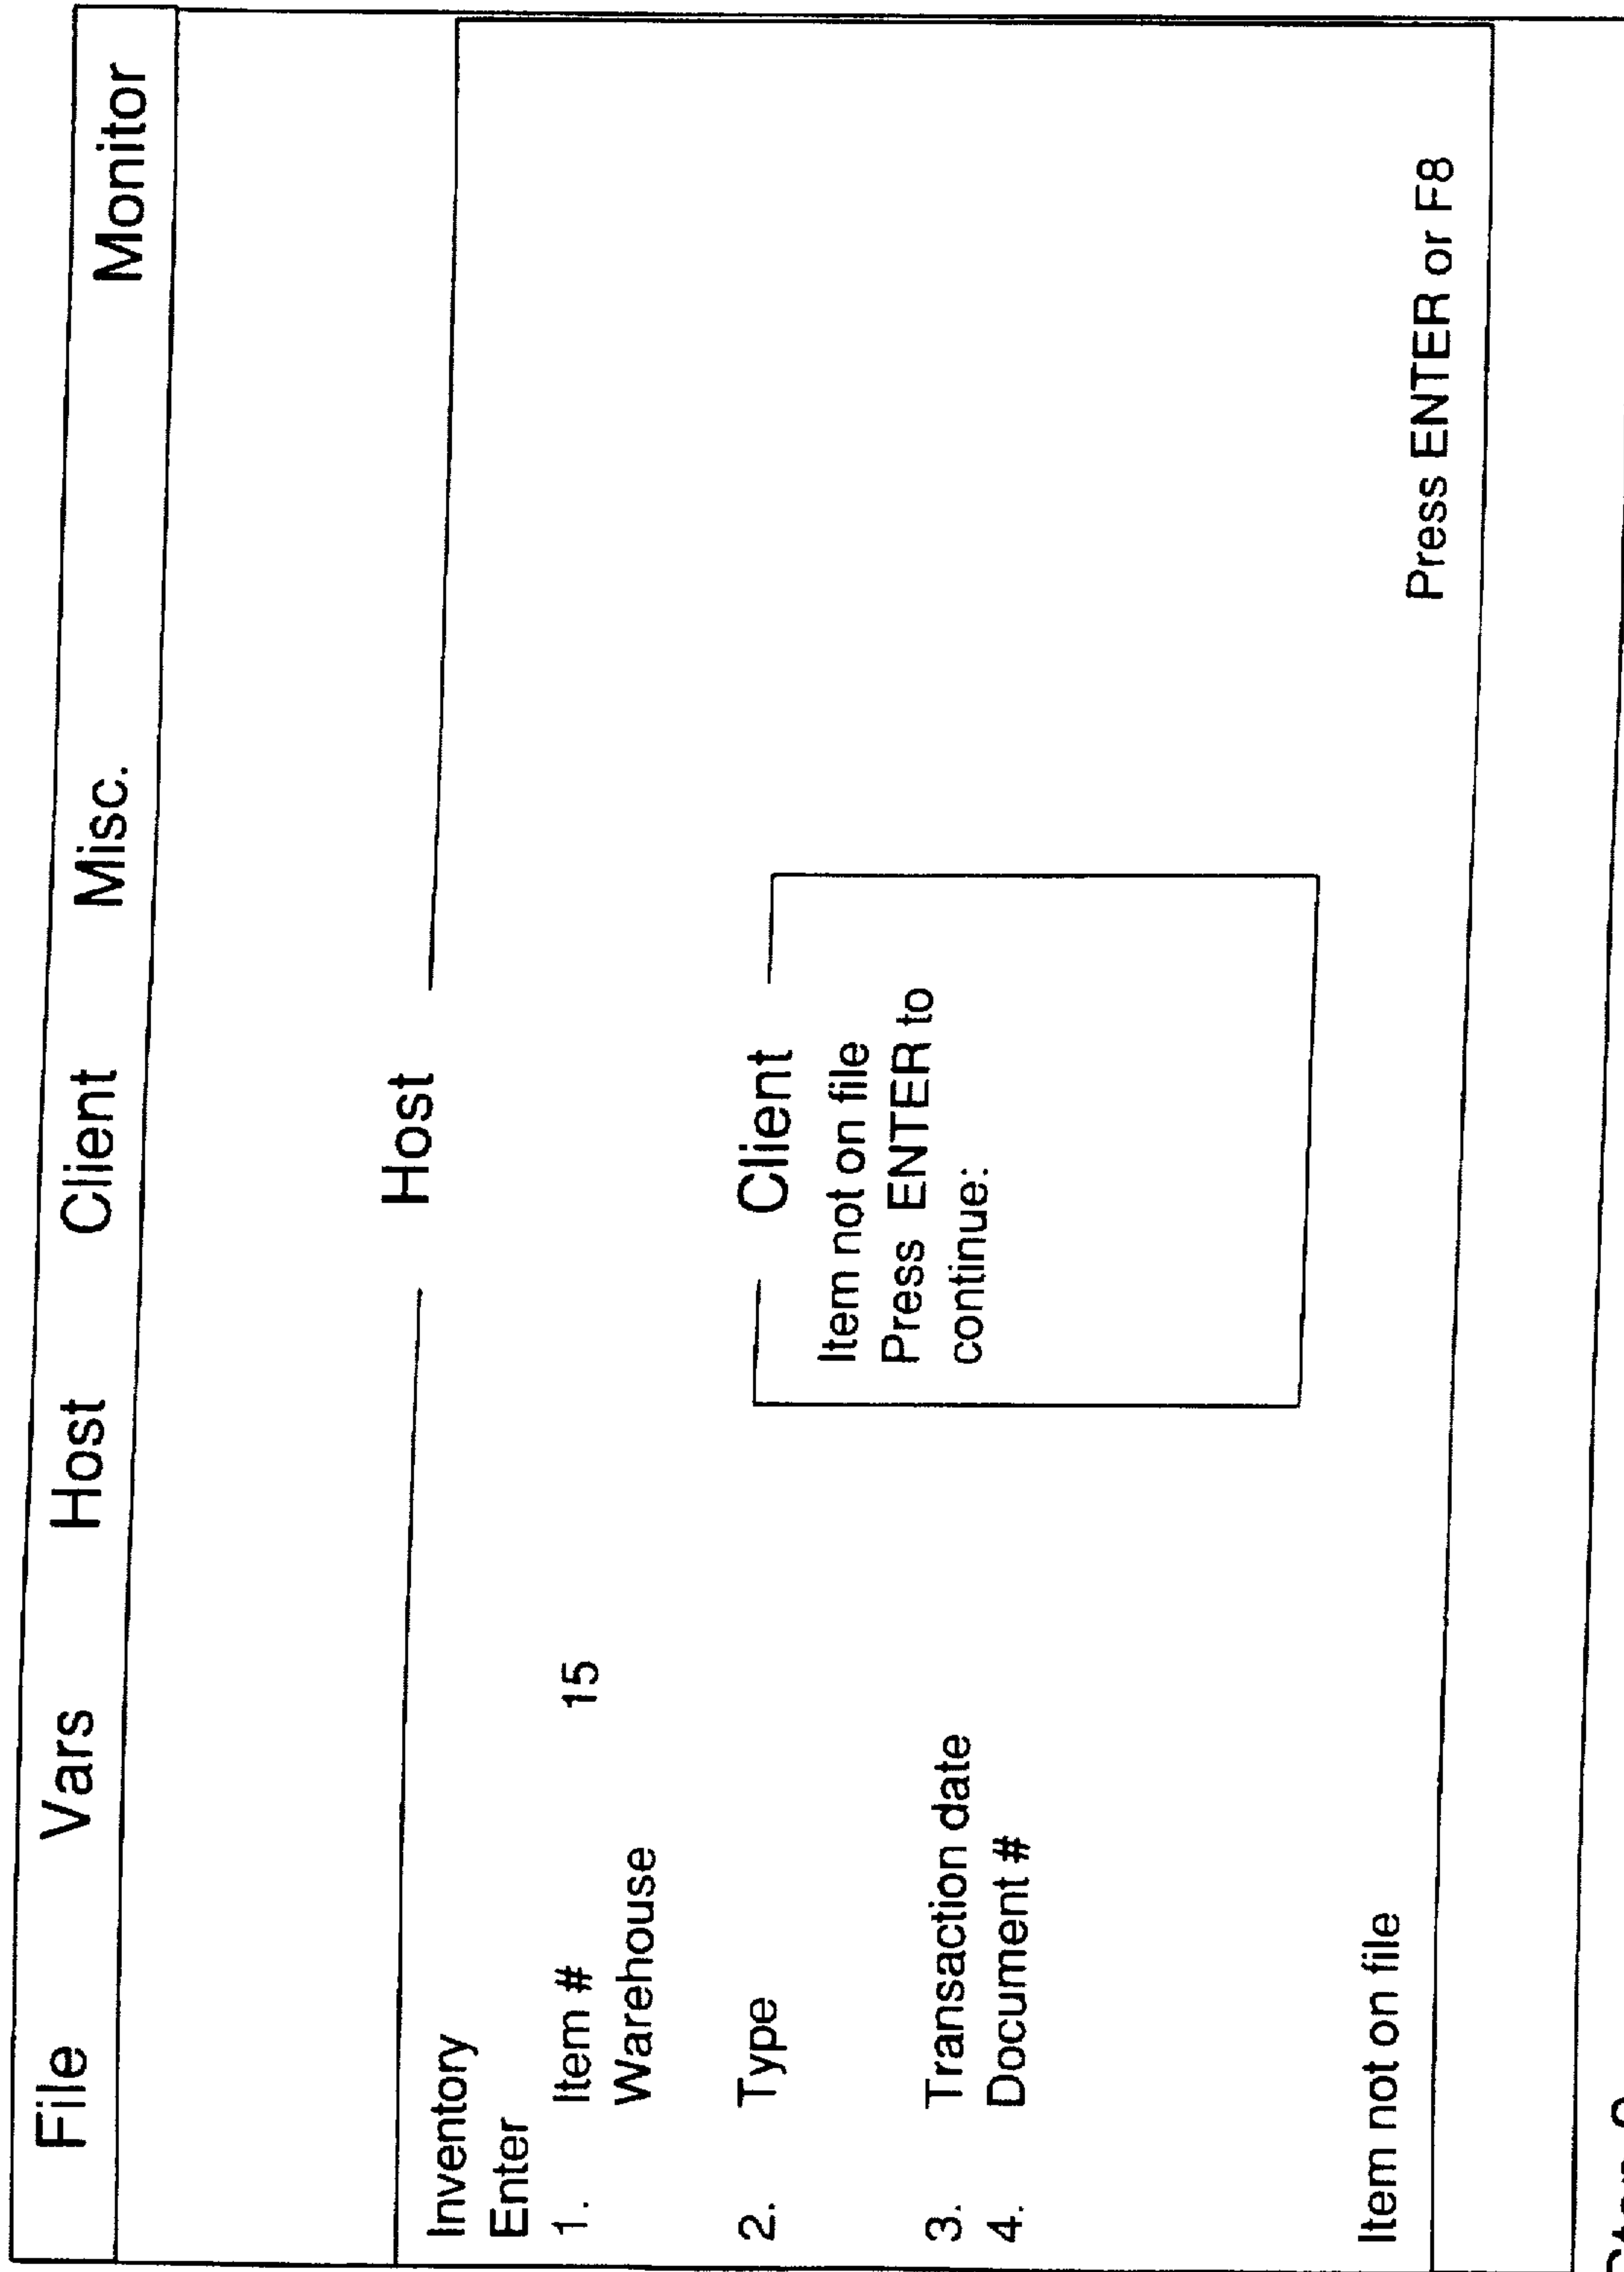 File Vars Host Client Misc. Monitor
Host
Inventory
Enter
1. Item # 15
Warehouse
2. Type
3. Transaction date
4. Document #
Client
Item not on file
Press ENTER to
continue:
Item not on file Press ENTER or F8